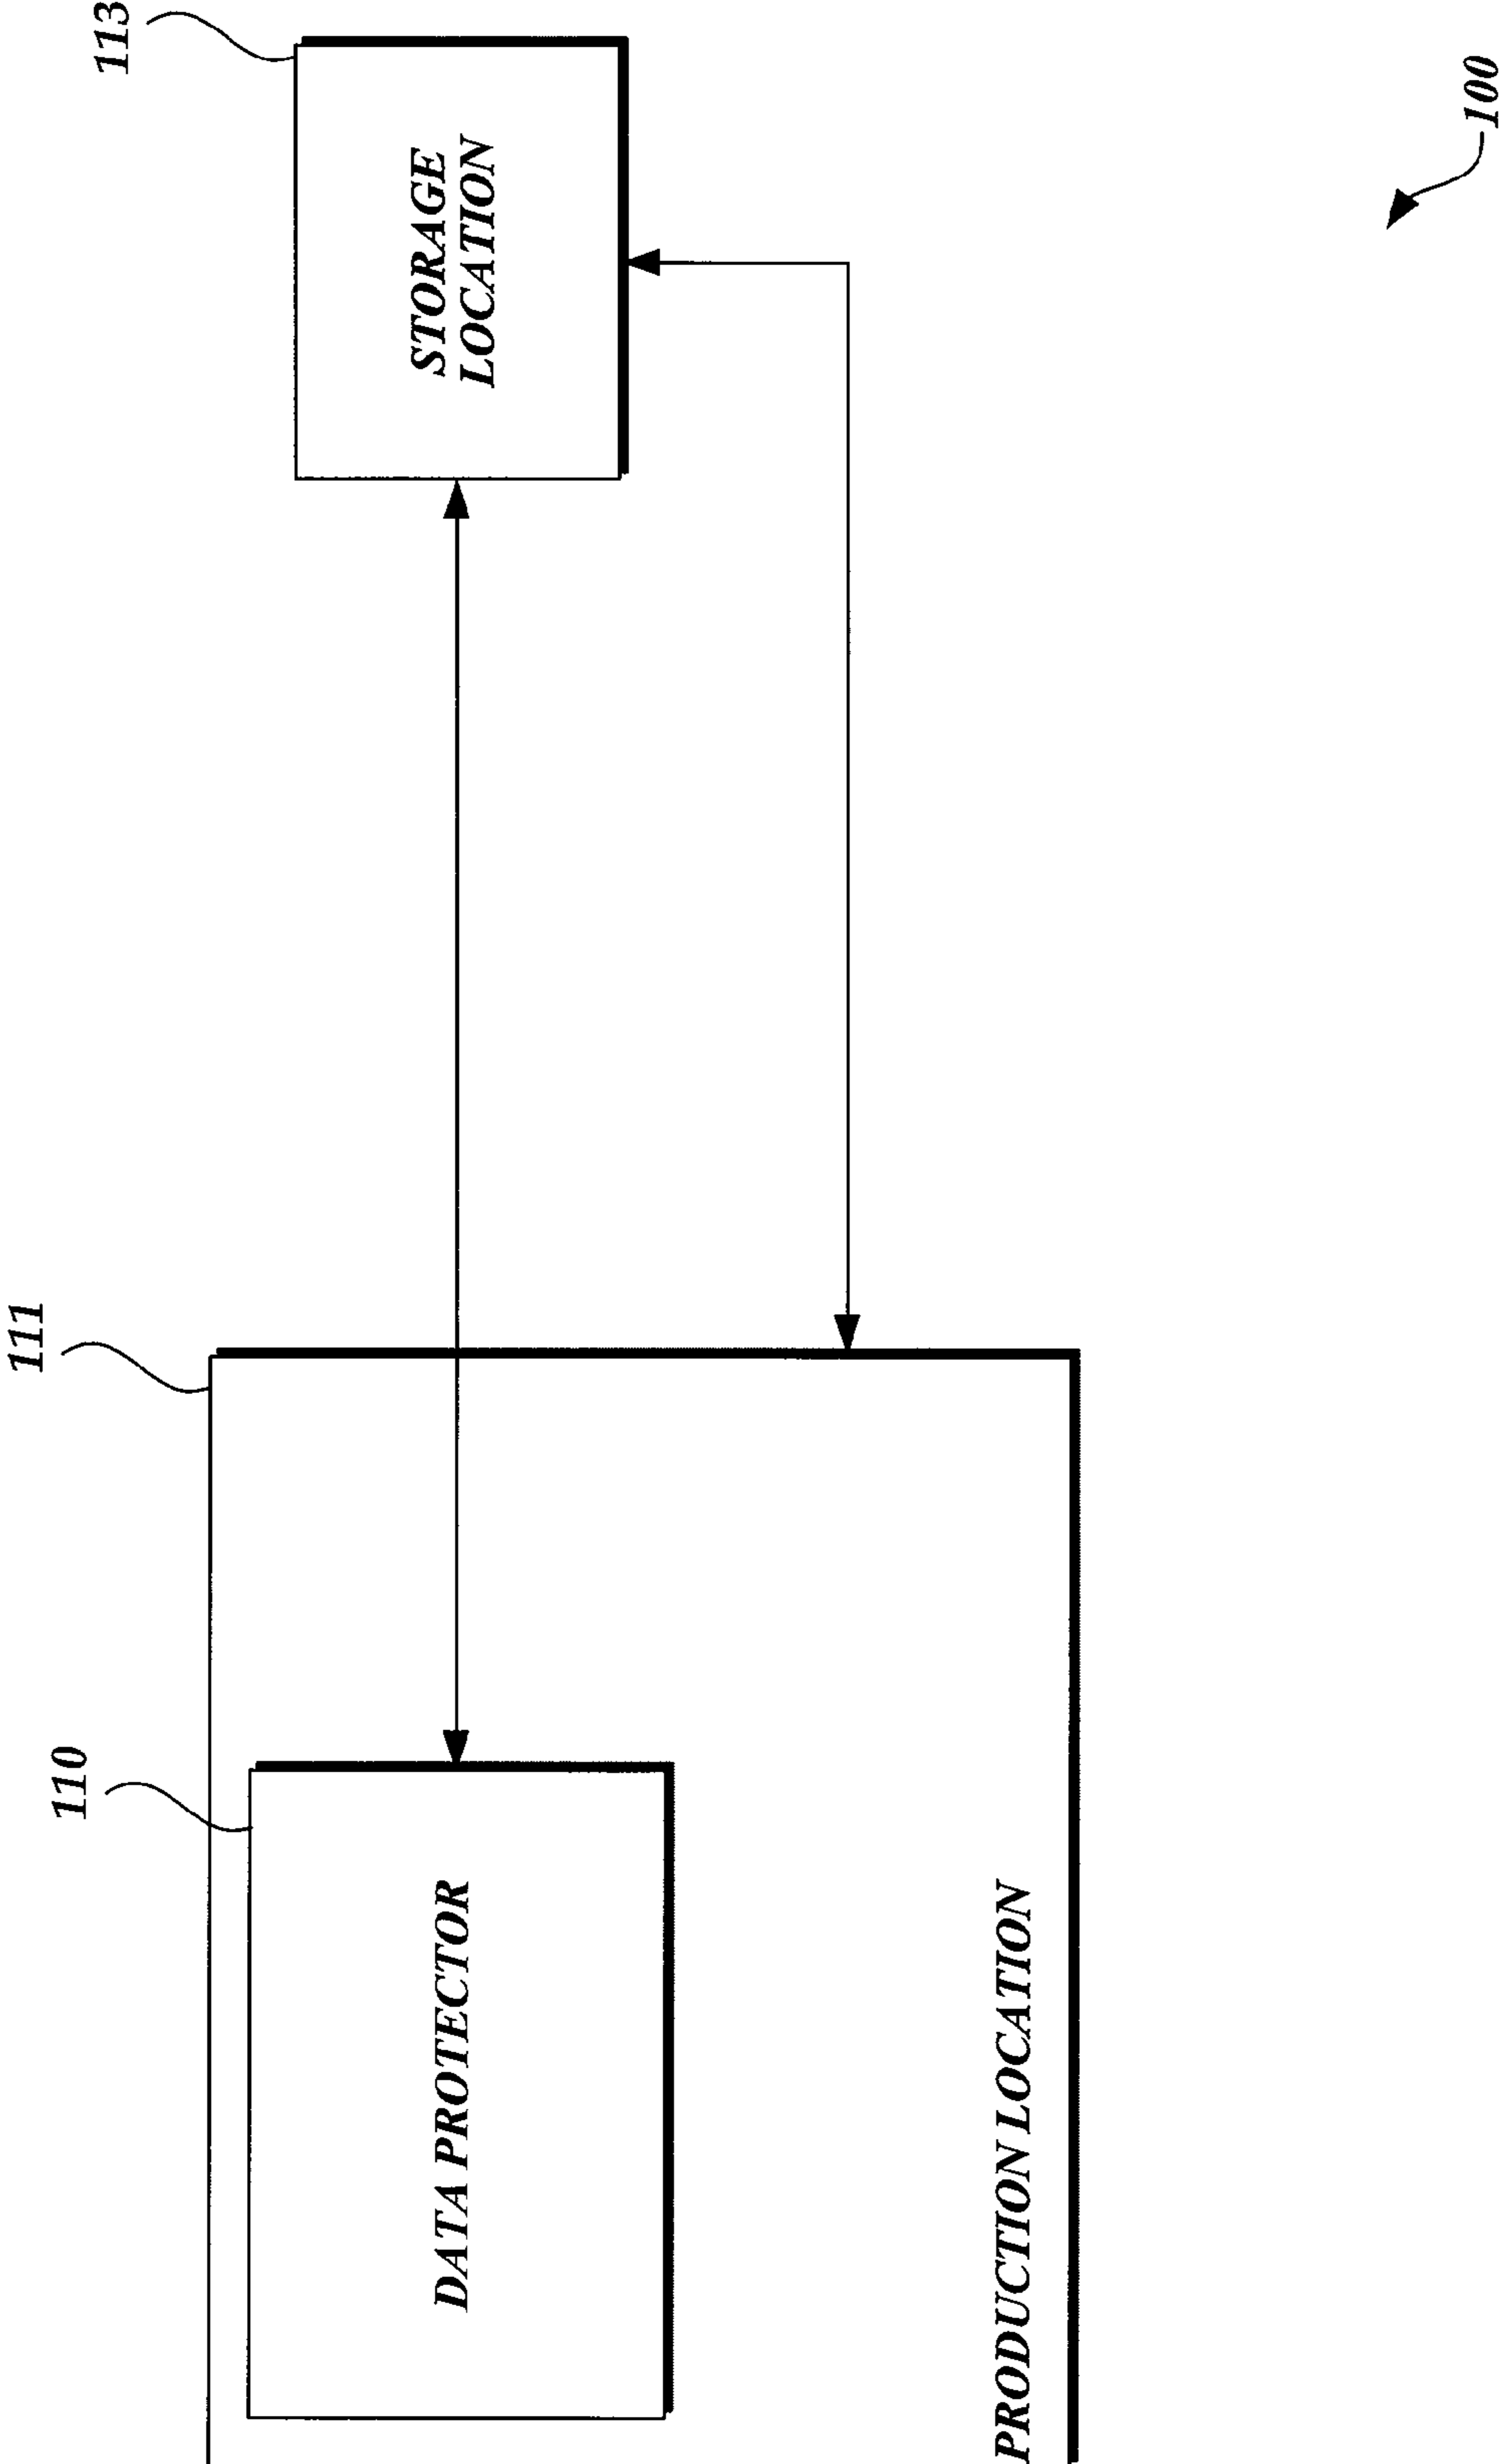 110
111
113
DATA PROTECTOR
STORAGE
LOCATION
PRODUCTION LOCATION
100